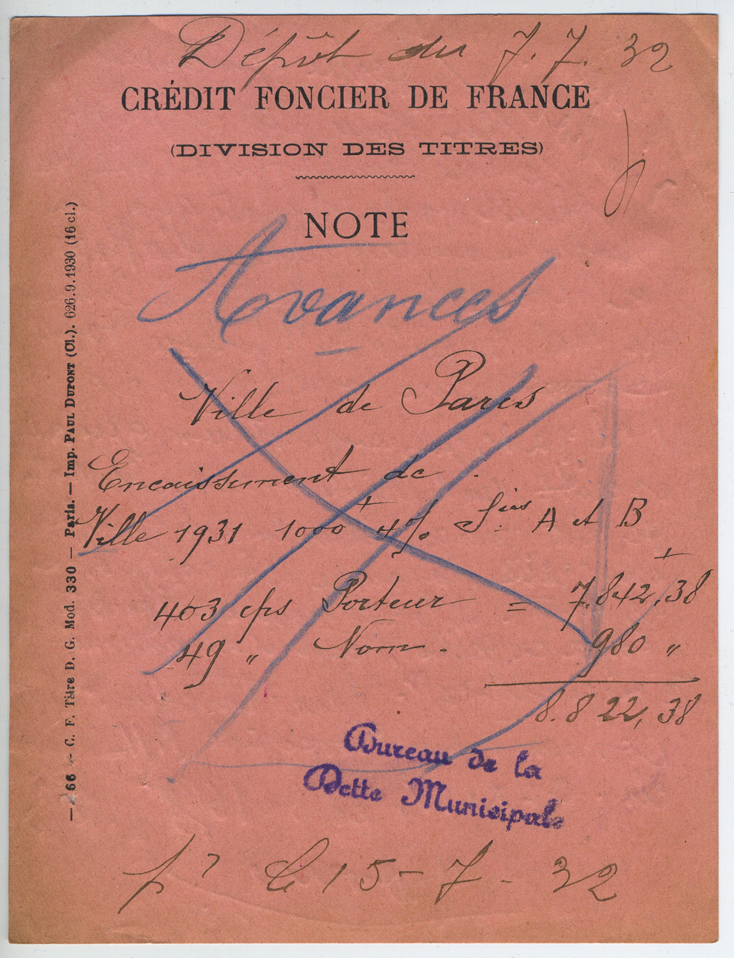 Dépôt du 7.7.32
CRÉDIT FONCIER DE FRANCE
(DIVISION DES TITRES)
NOTE
Avances
Ville de Paris
Encaissement de
Ville 1931 1000 4% Sies A et B
403 cps Porteur = 7.842,38
49 " Nom. 980 "
8.822,38
Bureau de la
Dette Municipale
15-7-32
— 66 — C. F. Titre D. G. Mod. 330 — Paris. — Imp. PAUL DUPONT (Cl.). 626.9.1930 (16 cl.)